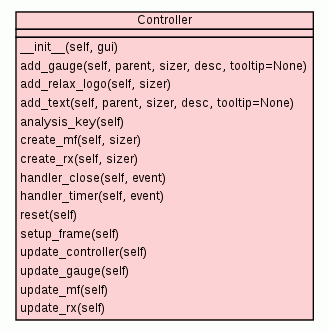 Controller
__init__(self, gui)
add_gauge(self, parent, sizer, desc, tooltip=None)
add_relax_logo(self, sizer)
add_text(self, parent, sizer, desc, tooltip=None)
analysis_key(self)
create_mf(self, sizer)
create_rx(self, sizer)
handler_close(self, event)
handler_timer(self, event)
reset(self)
setup_frame(self)
update_controller(self)
update_gauge(self)
update_mf(self)
update_rx(self)